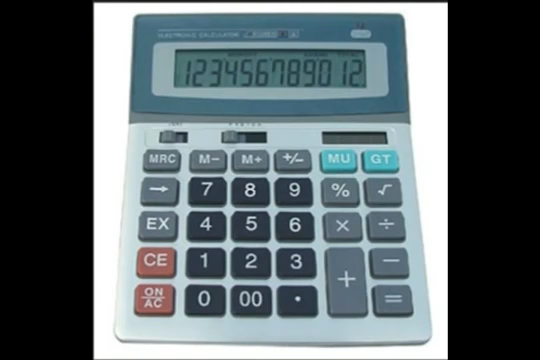 ELECTRONIC CALCULATOR
123456789012
MRC M− M+ +/− MU GT
→ 7 8 9 % √
EX 4 5 6 × ÷
CE 1 2 3 + −
ON/AC 0 00 • =